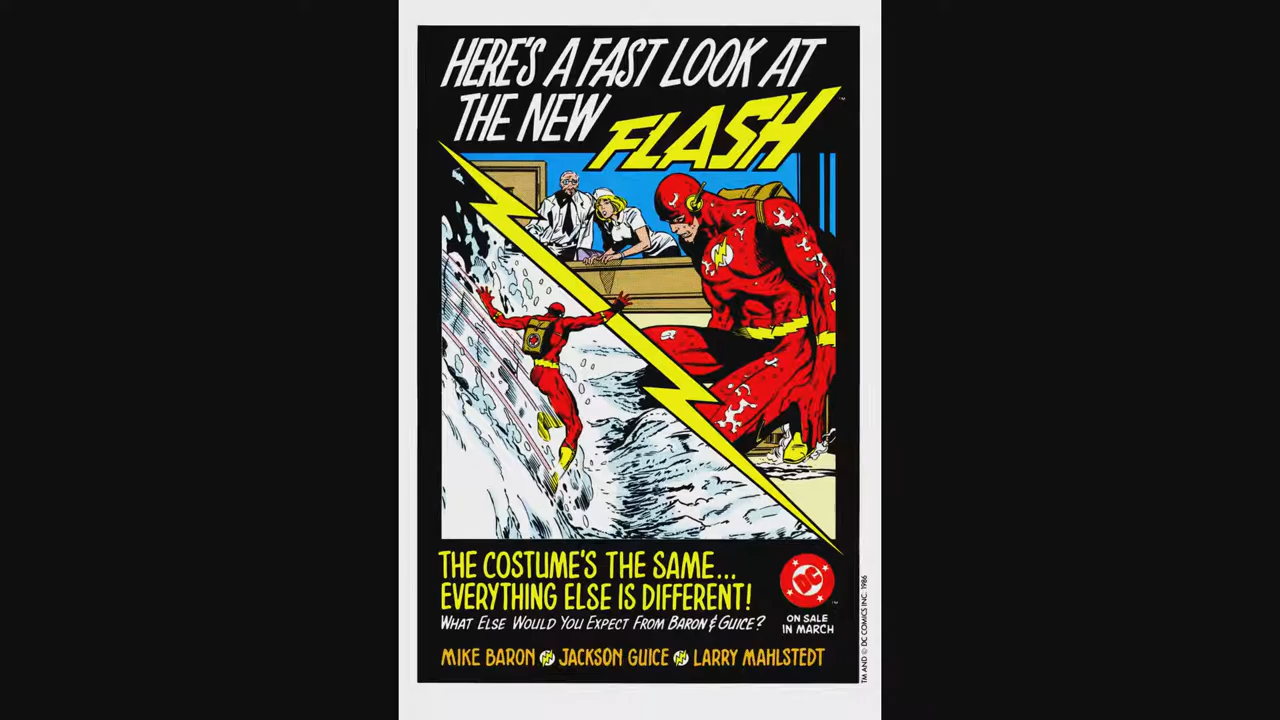 HERE'S A FAST LOOK AT
THE NEW FLASH ™
THE COSTUME'S THE SAME...
EVERYTHING ELSE IS DIFFERENT!
WHAT ELSE WOULD YOU EXPECT FROM BARON & GUICE?
MIKE BARON JACKSON GUICE LARRY MAHLSTEDT
DC ™
ON SALE
IN MARCH
TM AND © DC COMICS INC. 1986